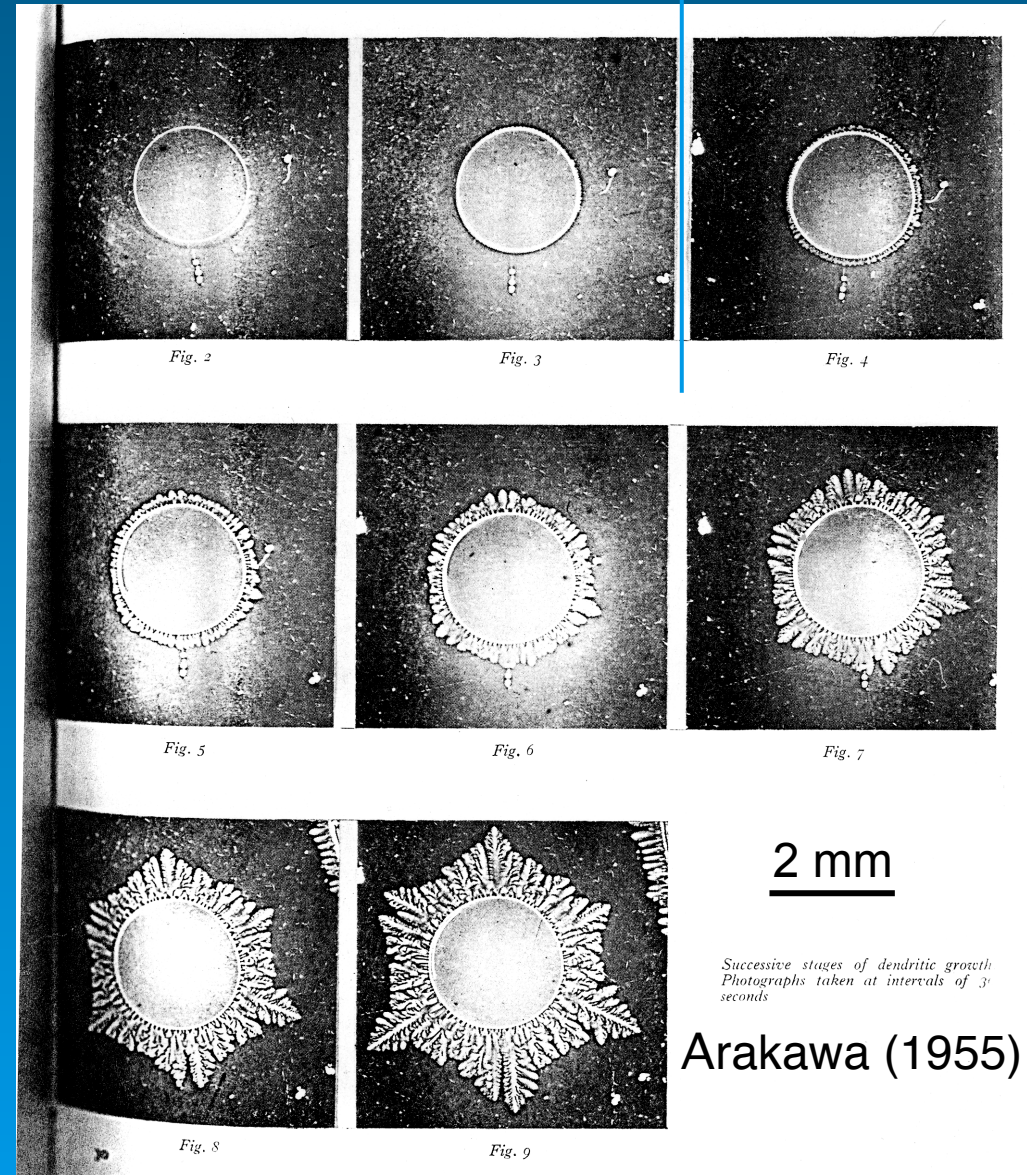 Fig. 2
Fig. 3
Fig. 4
Fig. 5
Fig. 6
Fig. 7
Fig. 8
Fig. 9
2 mm
Successive stages of dendritic growth
Photographs taken at intervals of
seconds
Arakawa (1955)